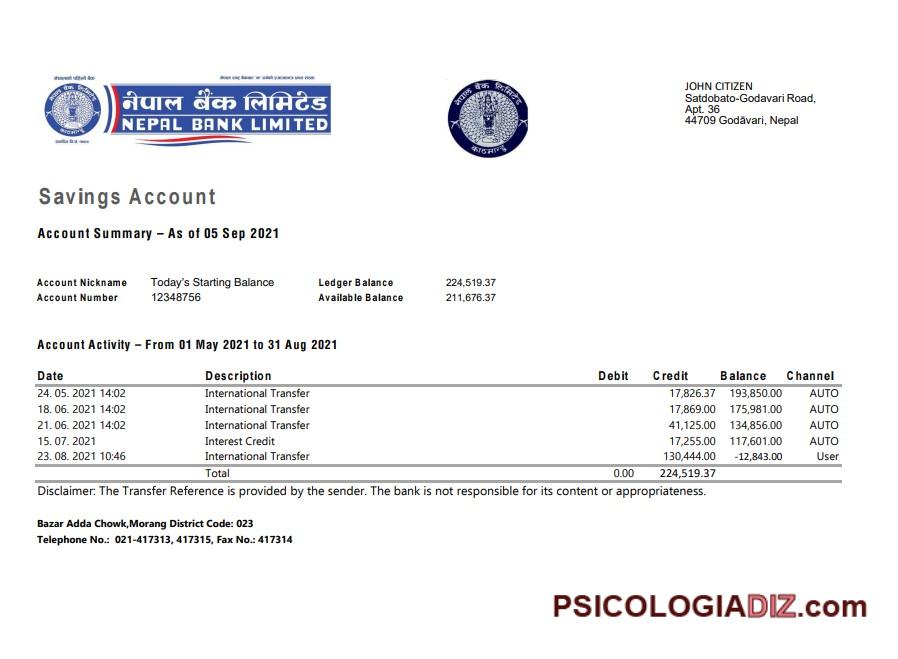 नेपाल बैंक लिमिटेड
NEPAL BANK LIMITED
नेपाल बैंक लिमिटेड
काठमाण्डू
JOHN CITIZEN
Satdobato-Godavari Road,
Apt. 36
44709 Godāvari, Nepal
Savings Account
Account Summary – As of 05 Sep 2021
Account Nickname Today's Starting Balance Ledger Balance 224,519.37
Account Number 12348756 Available Balance 211,676.37
Account Activity – From 01 May 2021 to 31 Aug 2021
Date Description Debit Credit Balance Channel
24. 05. 2021 14:02 International Transfer 17,826.37 193,850.00 AUTO
18. 06. 2021 14:02 International Transfer 17,869.00 175,981.00 AUTO
21. 06. 2021 14:02 International Transfer 41,125.00 134,856.00 AUTO
15. 07. 2021 Interest Credit 17,255.00 117,601.00 AUTO
23. 08. 2021 10:46 International Transfer 130,444.00 -12,843.00 User
Total 0.00 224,519.37
Disclaimer: The Transfer Reference is provided by the sender. The bank is not responsible for its content or appropriateness.
Bazar Adda Chowk,Morang District Code: 023
Telephone No.: 021-417313, 417315, Fax No.: 417314
PSICOLOGIADIZ.com